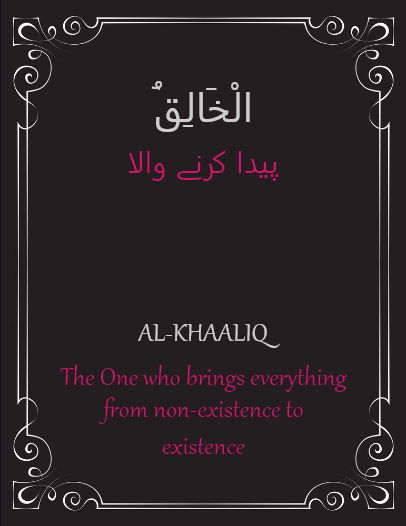 الْخَالِقُ
پیدا کرنے والا
AL-KHAALIQ
The One who brings everything
from non-existence to
existence